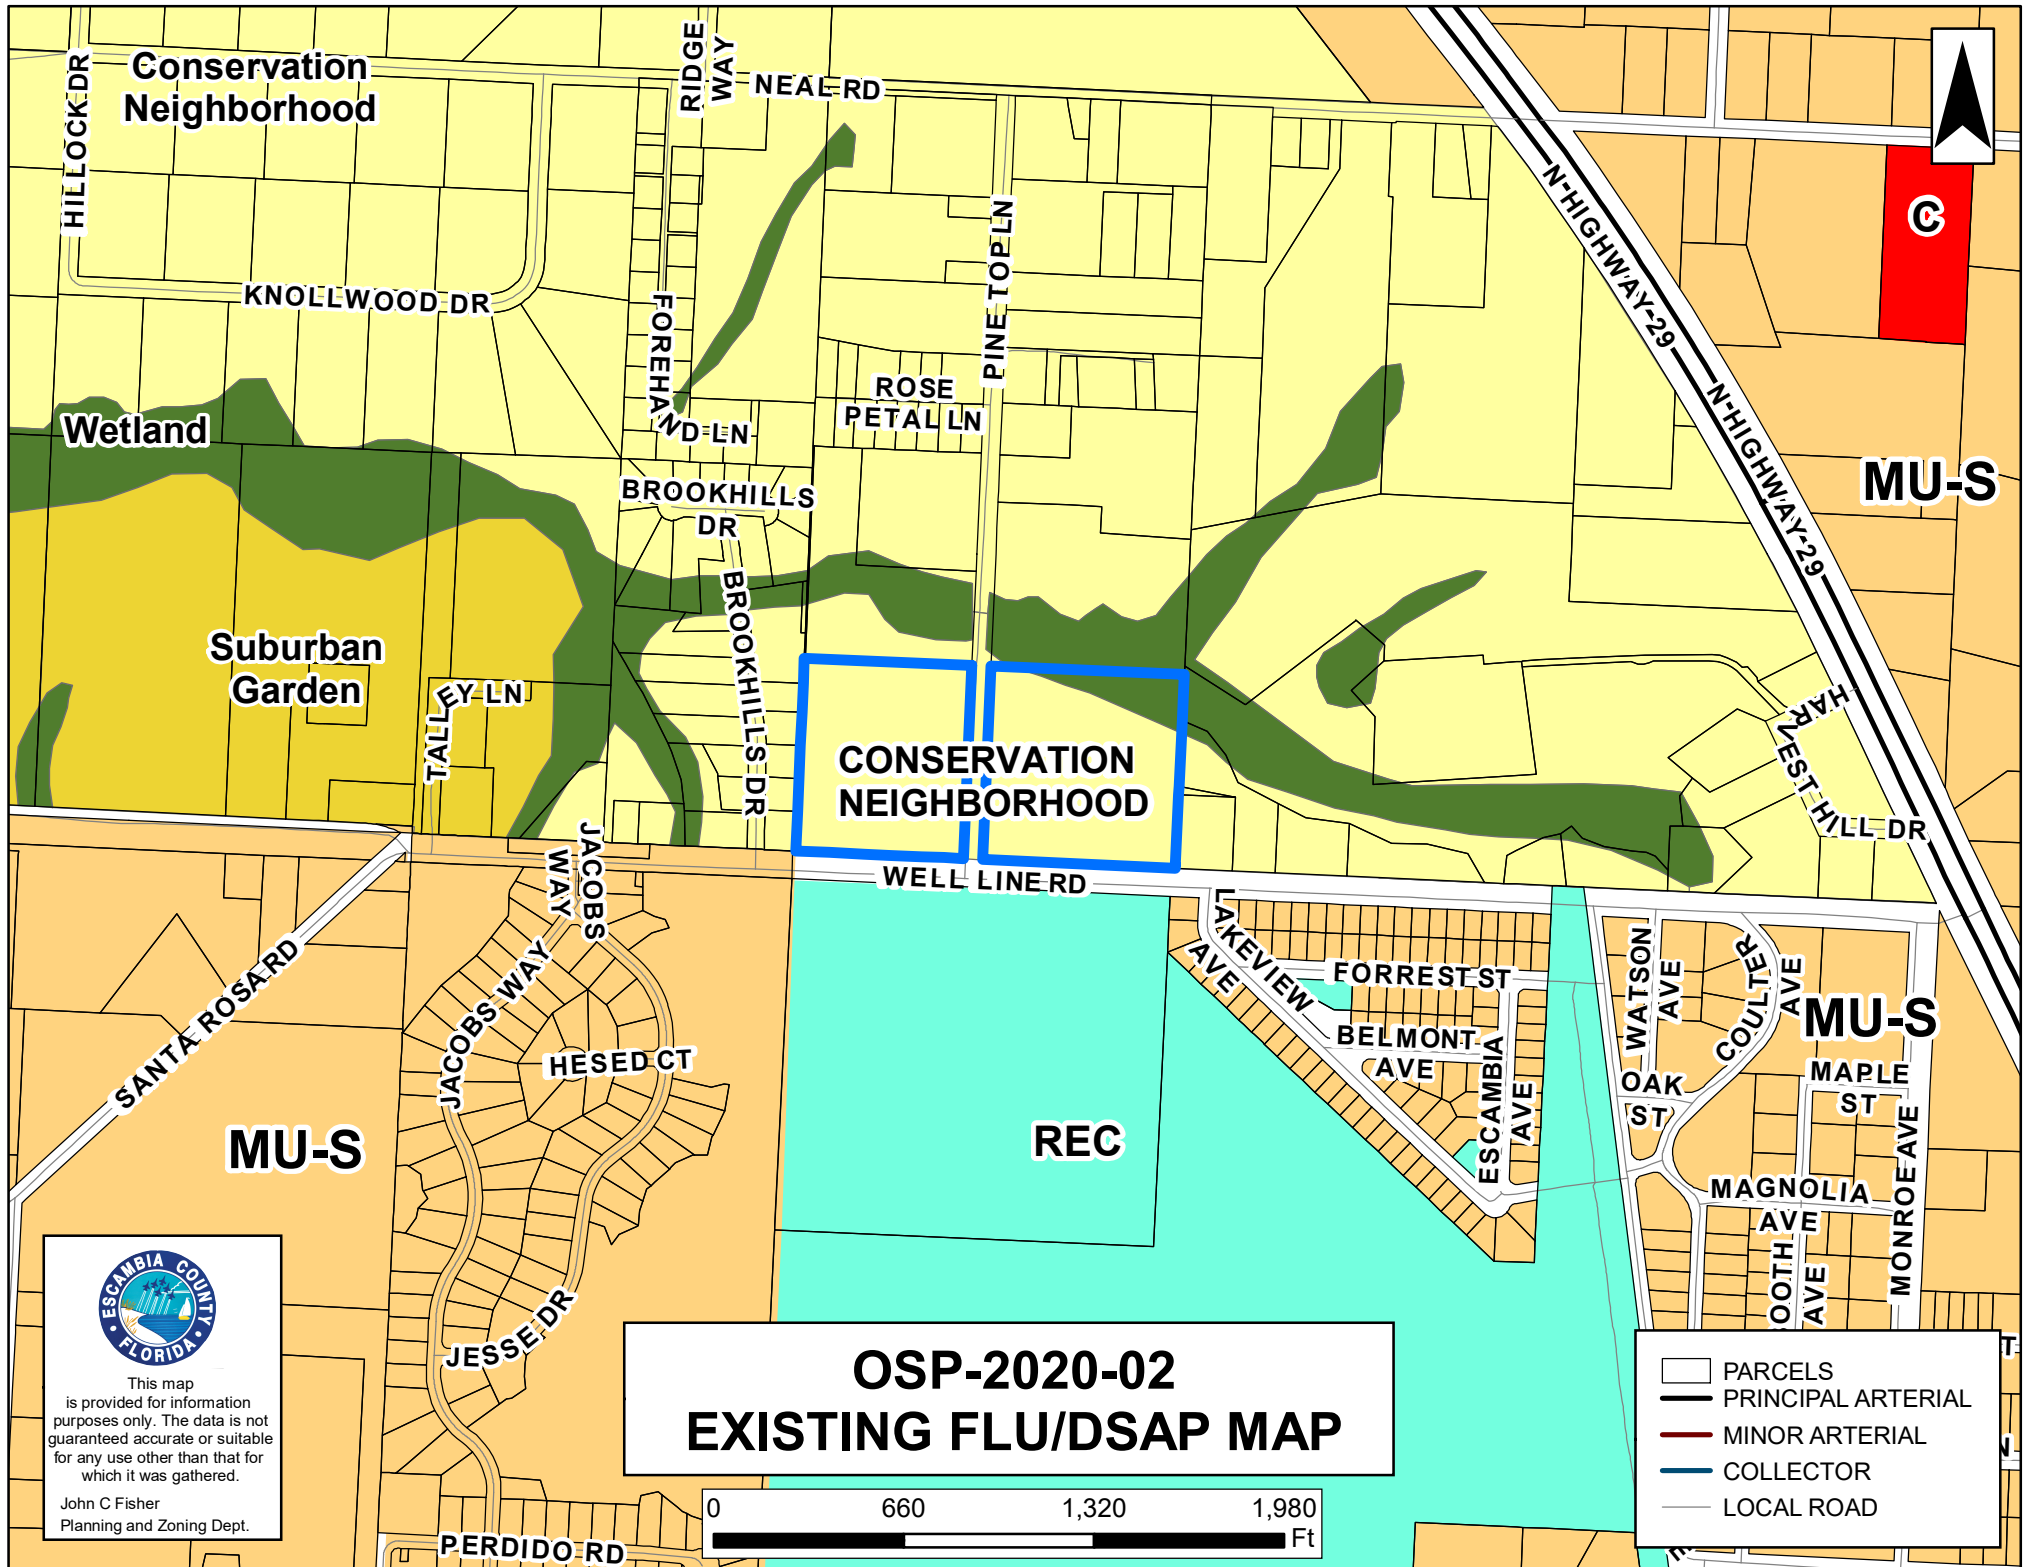 Conservation
Neighborhood
HILLOCK DR
RIDGE
WAY
NEAL RD
N HIGHWAY 29
C
KNOLLWOOD DR
FOREHAND LN
PINE TOP LN
ROSE
PETAL LN
N HIGHWAY 29
MU-S
Wetland
BROOKHILLS
DR
BROOKHILLS DR
Suburban
Garden
TALLEY LN
CONSERVATION
NEIGHBORHOOD
HARVEST HILL DR
WELL LINE RD
JACOBS
WAY
SANTA ROSA RD
JACOBS WAY
HESED CT
MU-S
JESSE DR
PERDIDO RD
REC
LAKEVIEW
AVE
FORREST ST
BELMONT
AVE
ESCAMBIA
AVE
WATSON
AVE
COULTER
AVE
MU-S
OAK
ST
MAPLE
ST
MAGNOLIA
AVE
MONROE AVE
AVE
ESCAMBIA COUNTY
FLORIDA
This map
is provided for information
purposes only. The data is not
guaranteed accurate or suitable
for any use other than that for
which it was gathered.
John C Fisher
Planning and Zoning Dept.
OSP-2020-02
EXISTING FLU/DSAP MAP
0 660 1,320 1,980
Ft
PARCELS
PRINCIPAL ARTERIAL
MINOR ARTERIAL
COLLECTOR
LOCAL ROAD